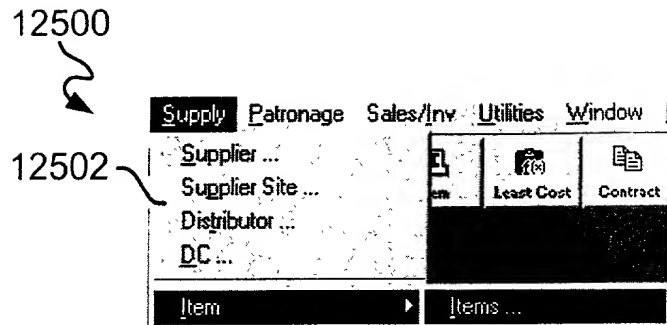 12500
Supply Patronage Sales/Inv Utilities Window
12502
Supplier ...
Supplier Site ...
Distributor ...
DC ...
Least Cost Contract
Item Items ...